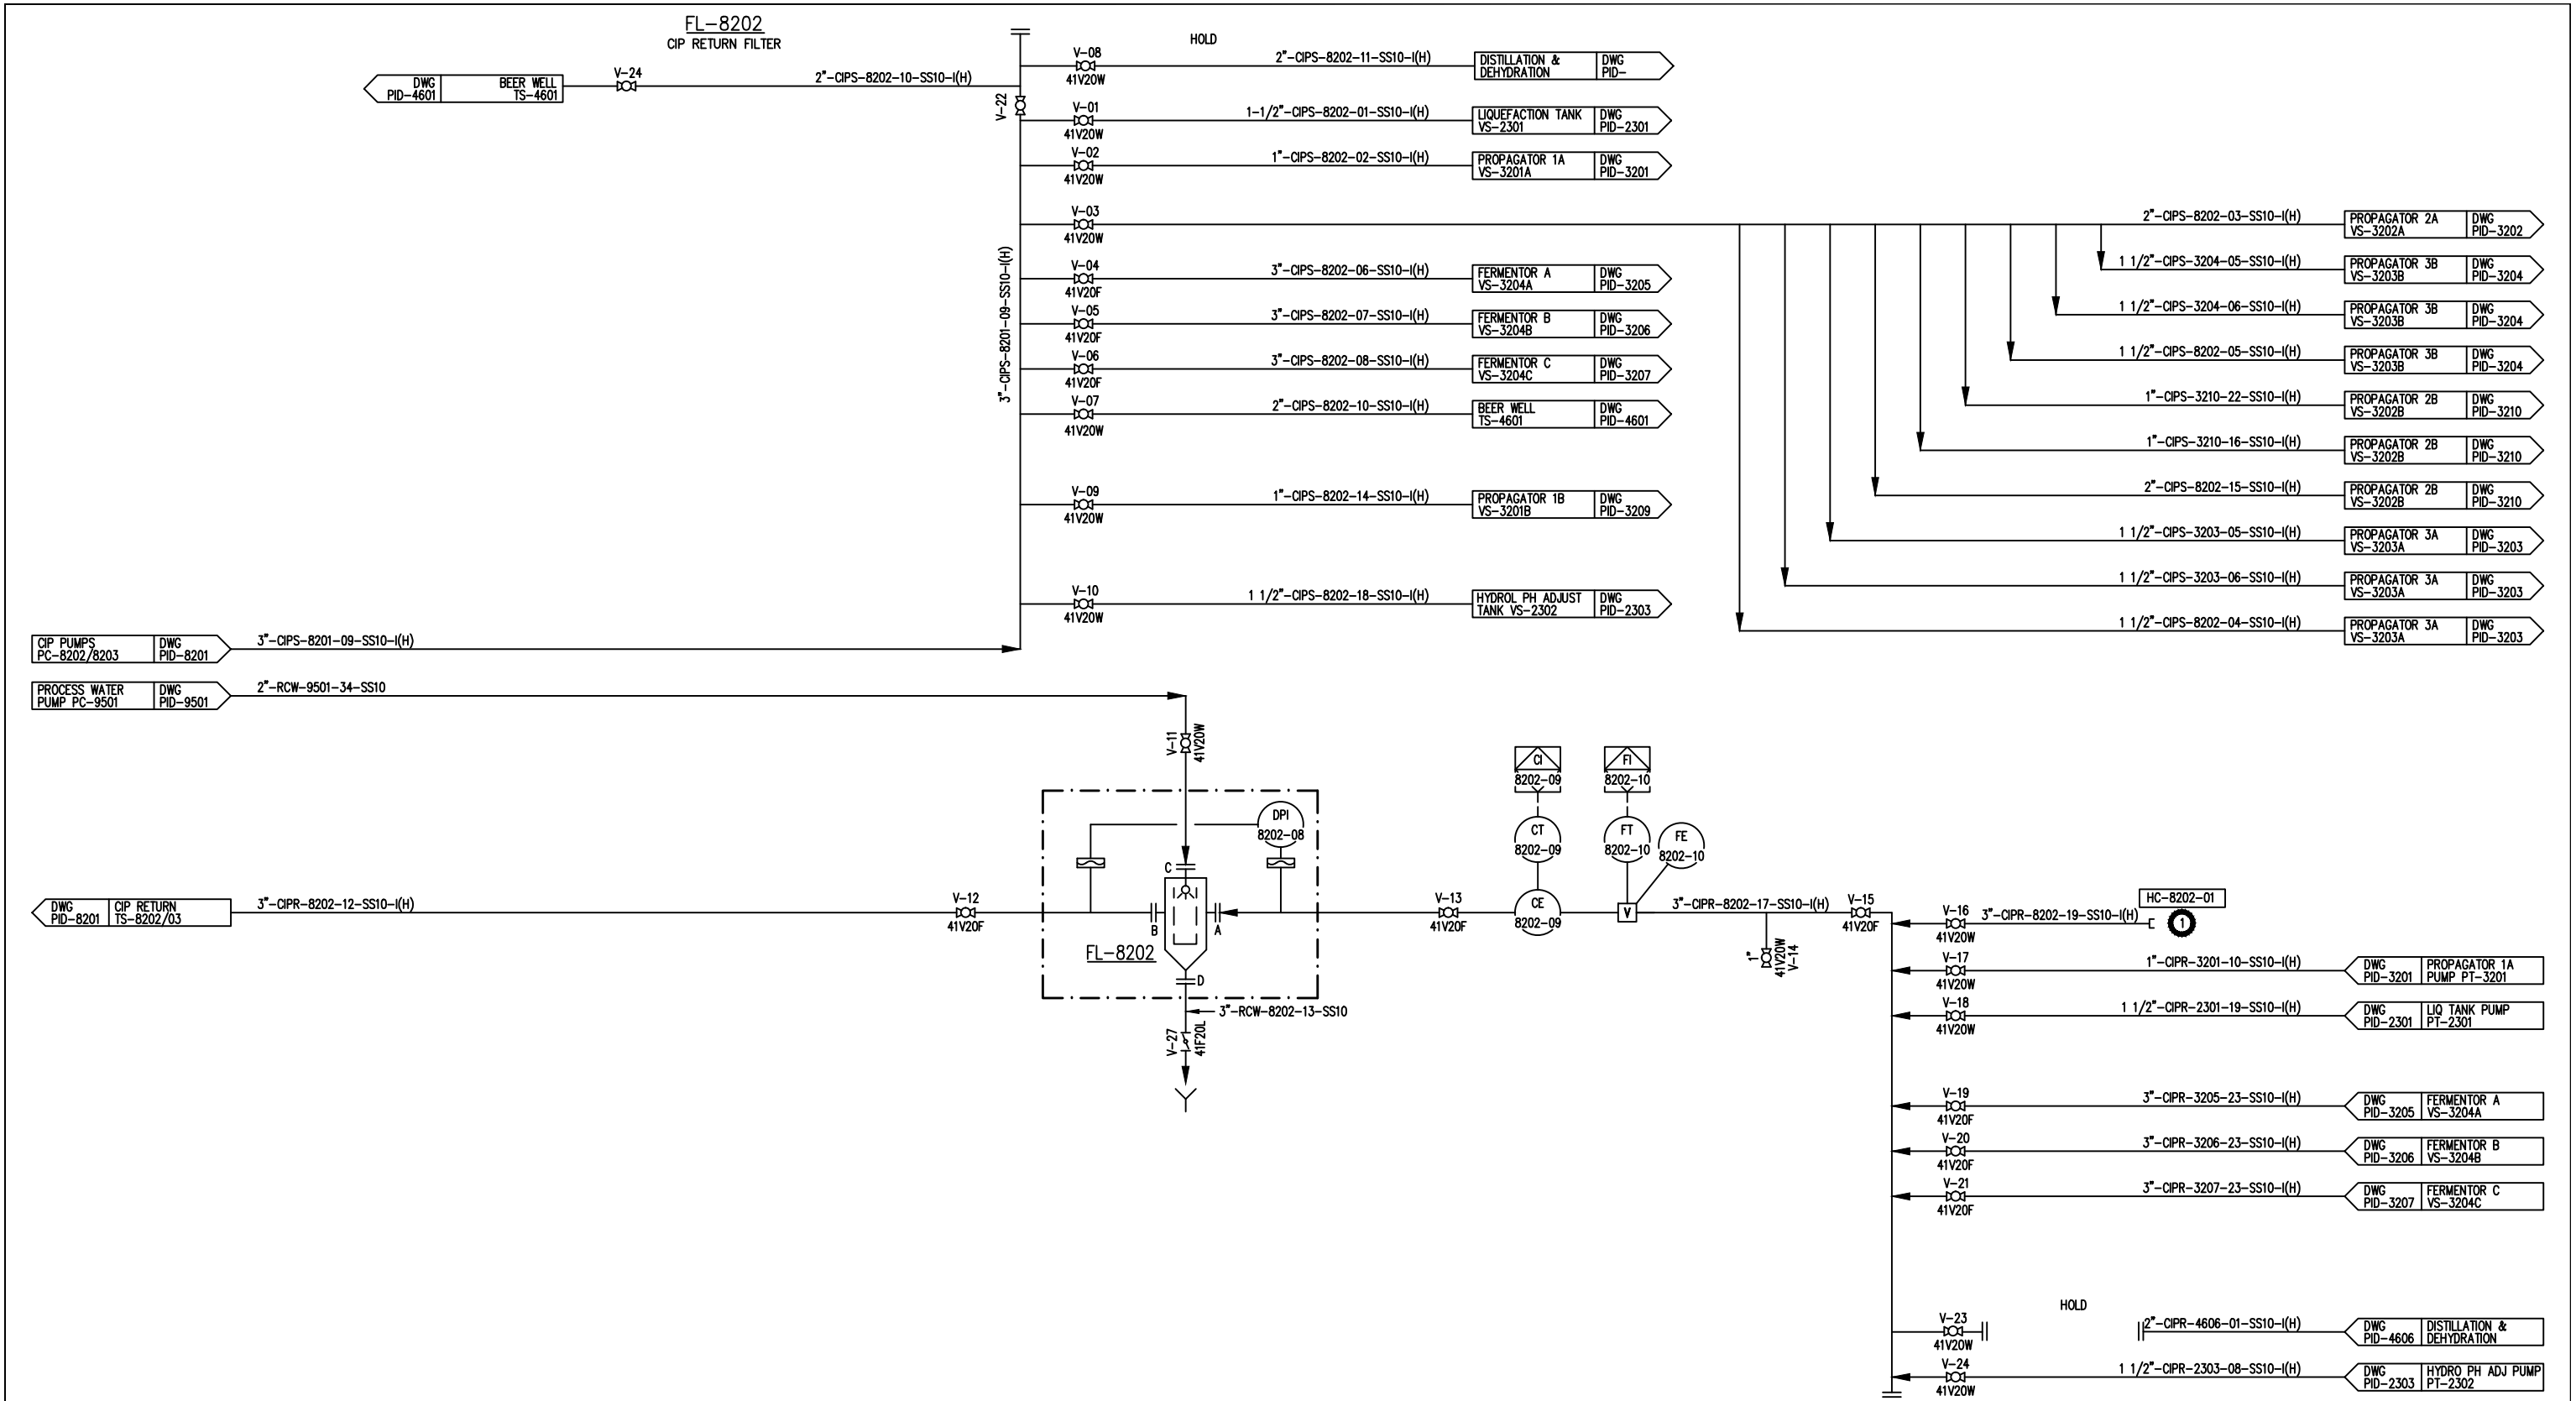 FL-8202
CIP RETURN FILTER
HOLD
DWG
PID-4601
BEER WELL
TS-4601
V-24
2"-CIPS-8202-10-SS10-I(H)
V-22
V-08
41V20W
2"-CIPS-8202-11-SS10-I(H)
DISTILLATION &
DEHYDRATION
DWG
PID-
V-01
41V20W
1-1/2"-CIPS-8202-01-SS10-I(H)
LIQUEFACTION TANK
VS-2301
DWG
PID-2301
V-02
41V20W
1"-CIPS-8202-02-SS10-I(H)
PROPAGATOR 1A
VS-3201A
DWG
PID-3201
V-03
41V20W
2"-CIPS-8202-03-SS10-I(H)
PROPAGATOR 2A
VS-3202A
DWG
PID-3202
3"-CIPS-8201-09-SS10-I(H)
V-04
41V20F
3"-CIPS-8202-06-SS10-I(H)
FERMENTOR A
VS-3204A
DWG
PID-3205
V-05
41V20F
3"-CIPS-8202-07-SS10-I(H)
FERMENTOR B
VS-3204B
DWG
PID-3206
V-06
41V20F
3"-CIPS-8202-08-SS10-I(H)
FERMENTOR C
VS-3204C
DWG
PID-3207
V-07
41V20W
2"-CIPS-8202-10-SS10-I(H)
BEER WELL
TS-4601
DWG
PID-4601
V-09
41V20W
1"-CIPS-8202-14-SS10-I(H)
PROPAGATOR 1B
VS-3201B
DWG
PID-3209
V-10
41V20W
1 1/2"-CIPS-8202-18-SS10-I(H)
HYDROL PH ADJUST
TANK VS-2302
DWG
PID-2303
1 1/2"-CIPS-3204-05-SS10-I(H)
PROPAGATOR 3B
VS-3203B
DWG
PID-3204
1 1/2"-CIPS-3204-06-SS10-I(H)
PROPAGATOR 3B
VS-3203B
DWG
PID-3204
1 1/2"-CIPS-8202-05-SS10-I(H)
PROPAGATOR 3B
VS-3203B
DWG
PID-3204
1"-CIPS-3210-22-SS10-I(H)
PROPAGATOR 2B
VS-3202B
DWG
PID-3210
1"-CIPS-3210-16-SS10-I(H)
PROPAGATOR 2B
VS-3202B
DWG
PID-3210
2"-CIPS-8202-15-SS10-I(H)
PROPAGATOR 2B
VS-3202B
DWG
PID-3210
1 1/2"-CIPS-3203-05-SS10-I(H)
PROPAGATOR 3A
VS-3203A
DWG
PID-3203
1 1/2"-CIPS-3203-06-SS10-I(H)
PROPAGATOR 3A
VS-3203A
DWG
PID-3203
1 1/2"-CIPS-8202-04-SS10-I(H)
PROPAGATOR 3A
VS-3203A
DWG
PID-3203
CIP PUMPS
PC-8202/8203
DWG
PID-8201
3"-CIPS-8201-09-SS10-I(H)
PROCESS WATER
PUMP PC-9501
DWG
PID-9501
2"-RCW-9501-34-SS10
V-11
41V20W
DPI
8202-08
C
B
A
D
FL-8202
3"-RCW-8202-13-SS10
V-27
41F20L
CI
8202-09
CT
8202-09
CE
8202-09
FI
8202-10
FT
8202-10
FE
8202-10
V
DWG
PID-8201
CIP RETURN
TS-8202/03
3"-CIPR-8202-12-SS10-I(H)
V-12
41V20F
V-13
41V20F
3"-CIPR-8202-17-SS10-I(H)
1"
41V20W
V-14
V-15
41V20F
V-16
41V20W
3"-CIPR-8202-19-SS10-I(H)
HC-8202-01
1
V-17
41V20W
1"-CIPR-3201-10-SS10-I(H)
DWG
PID-3201
PROPAGATOR 1A
PUMP PT-3201
V-18
41V20W
1 1/2"-CIPR-2301-19-SS10-I(H)
DWG
PID-2301
LIQ TANK PUMP
PT-2301
V-19
41V20F
3"-CIPR-3205-23-SS10-I(H)
DWG
PID-3205
FERMENTOR A
VS-3204A
V-20
41V20F
3"-CIPR-3206-23-SS10-I(H)
DWG
PID-3206
FERMENTOR B
VS-3204B
V-21
41V20F
3"-CIPR-3207-23-SS10-I(H)
DWG
PID-3207
FERMENTOR C
VS-3204C
HOLD
V-23
41V20W
2"-CIPR-4606-01-SS10-I(H)
DWG
PID-4606
DISTILLATION &
DEHYDRATION
V-24
41V20W
1 1/2"-CIPR-2303-08-SS10-I(H)
DWG
PID-2303
HYDRO PH ADJ PUMP
PT-2302